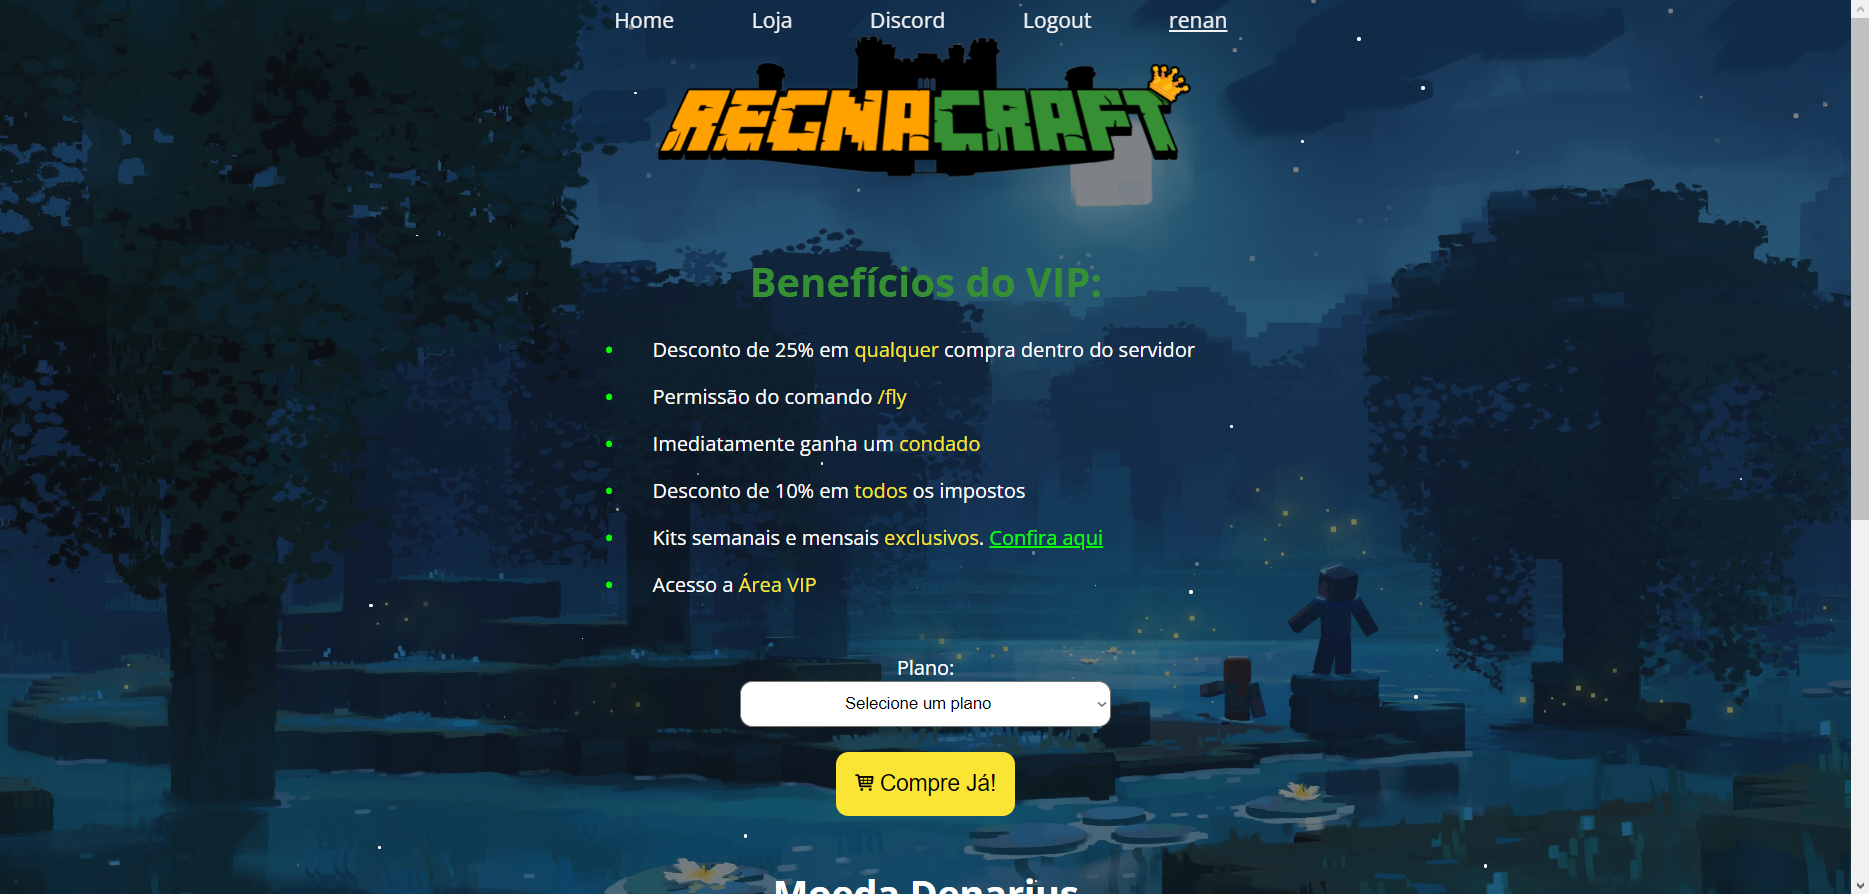 Home Loja Discord Logout renan
REGNACRAFT
Benefícios do VIP:
Desconto de 25% em qualquer compra dentro do servidor
Permissão do comando /fly
Imediatamente ganha um condado
Desconto de 10% em todos os impostos
Kits semanais e mensais exclusivos. Confira aqui
Acesso a Área VIP
Plano:
Selecione um plano
Compre Já!
Moeda Denarius